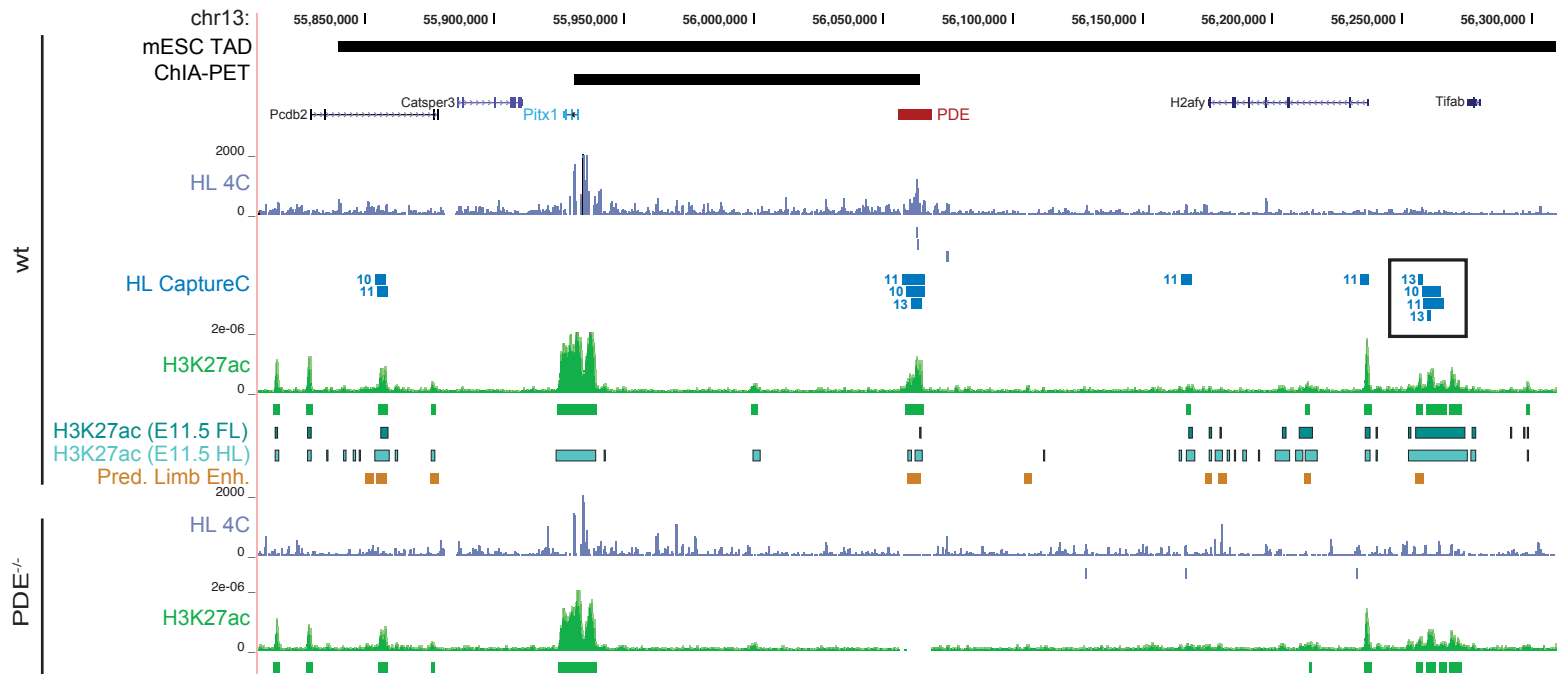 chr13: 55,850,000 55,900,000 55,950,000 56,000,000 56,050,000 56,100,000 56,150,000 56,200,000 56,250,000 56,300,000
mESC TAD
ChIA-PET
Catsper3 H2afy Tifab
Pcdb2 Pitx1 PDE
2000
HL 4C
0
wt
HL CaptureC
10 11 11 11 13
11 10 10
13 11
13
2e-06
H3K27ac
0
H3K27ac (E11.5 FL)
H3K27ac (E11.5 HL)
Pred. Limb Enh.
2000
HL 4C
0
PDE-/-
2e-06
H3K27ac
0